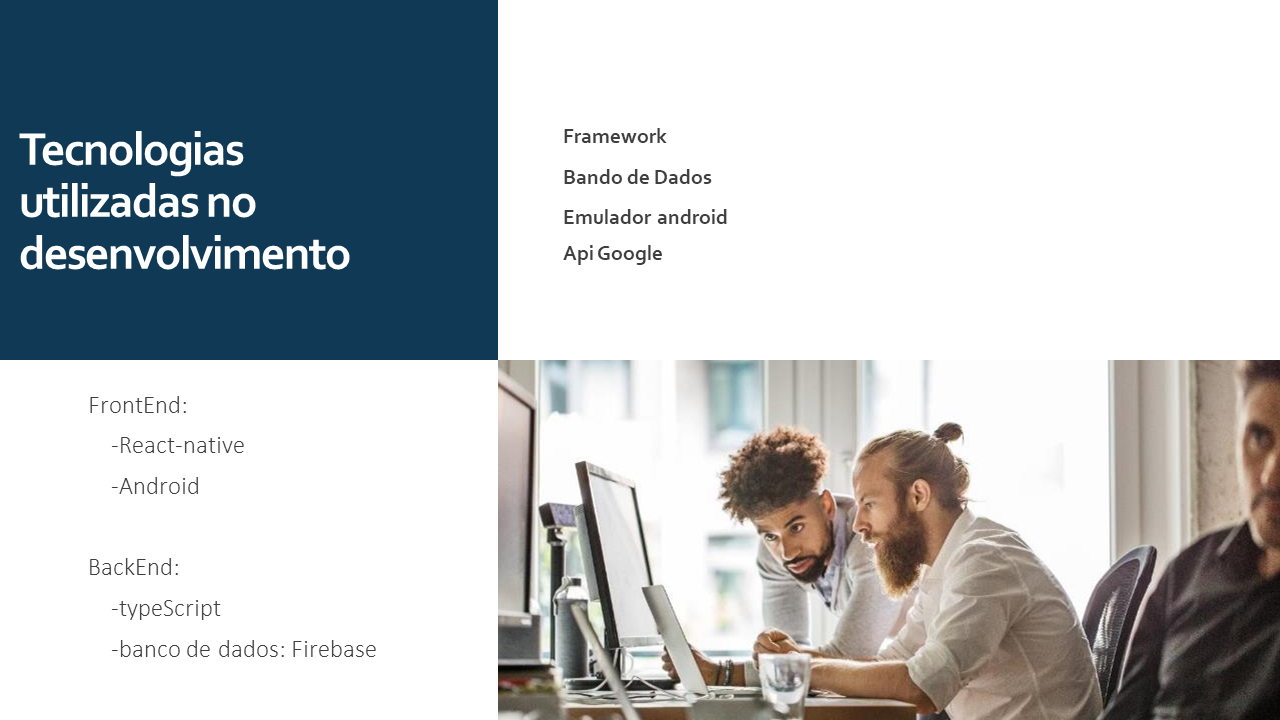 Tecnologias
utilizadas no
desenvolvimento
Framework
Bando de Dados
Emulador android
Api Google
FrontEnd:
-React-native
-Android
BackEnd:
-typeScript
-banco de dados: Firebase